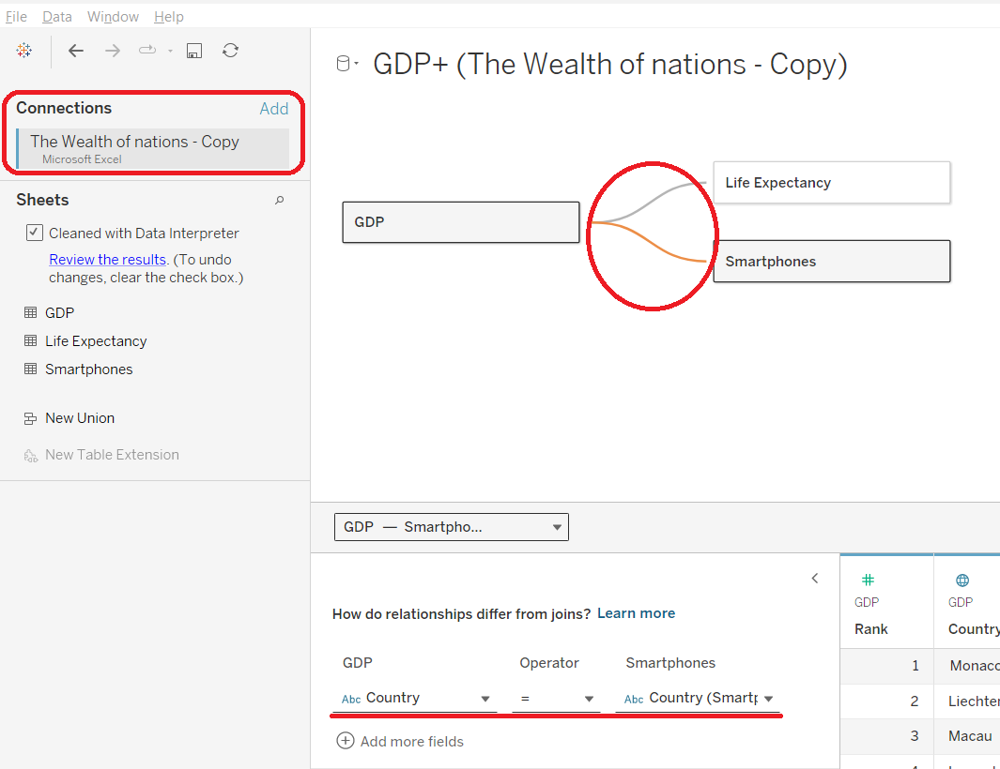 File Data Window Help
GDP+ (The Wealth of nations - Copy)
Connections Add
The Wealth of nations - Copy
Microsoft Excel
Sheets
Cleaned with Data Interpreter
Review the results. (To undo
changes, clear the check box.)
GDP
Life Expectancy
Smartphones
New Union
New Table Extension
GDP
Life Expectancy
Smartphones
GDP — Smartpho...
How do relationships differ from joins? Learn more
GDP Operator Smartphones
Abc Country = Abc Country (Smart
Add more fields
GDP GDP
Rank Country
1 Monaco
2 Liechter
3 Macau